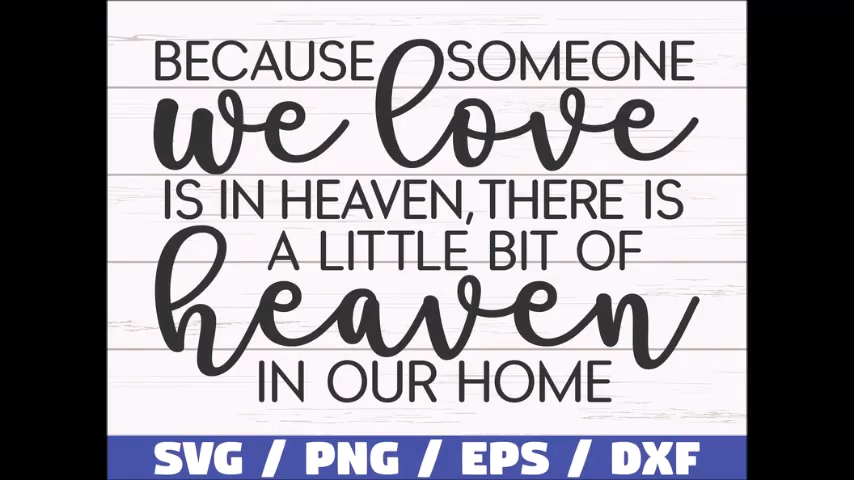 BECAUSE SOMEONE
we love
IS IN HEAVEN, THERE IS
A LITTLE BIT OF
heaven
IN OUR HOME
SVG / PNG / EPS / DXF